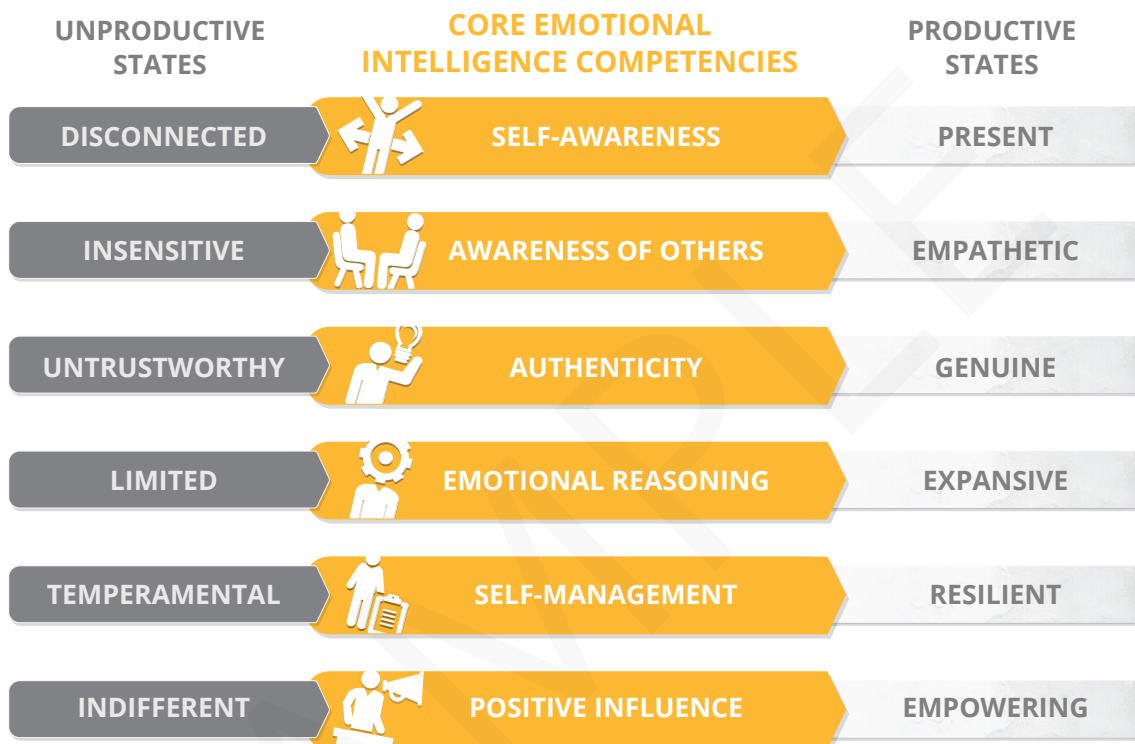 UNPRODUCTIVE
STATES
CORE EMOTIONAL
INTELLIGENCE COMPETENCIES
PRODUCTIVE
STATES
DISCONNECTED
SELF-AWARENESS
PRESENT
INSENSITIVE
AWARENESS OF OTHERS
EMPATHETIC
UNTRUSTWORTHY
AUTHENTICITY
GENUINE
LIMITED
EMOTIONAL REASONING
EXPANSIVE
TEMPERAMENTAL
SELF-MANAGEMENT
RESILIENT
INDIFFERENT
POSITIVE INFLUENCE
EMPOWERING